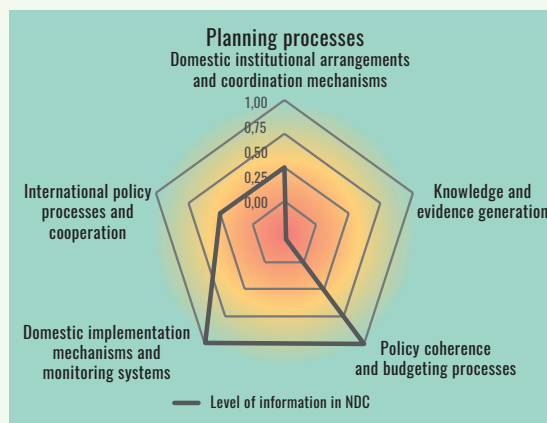 Planning processes
Domestic institutional arrangements
and coordination mechanisms
1,00
0,75
0,50
0,25
0,00
International policy
processes and
cooperation
Knowledge and
evidence generation
Domestic implementation
mechanisms and
monitoring systems
Policy coherence
and budgeting processes
Level of information in NDC